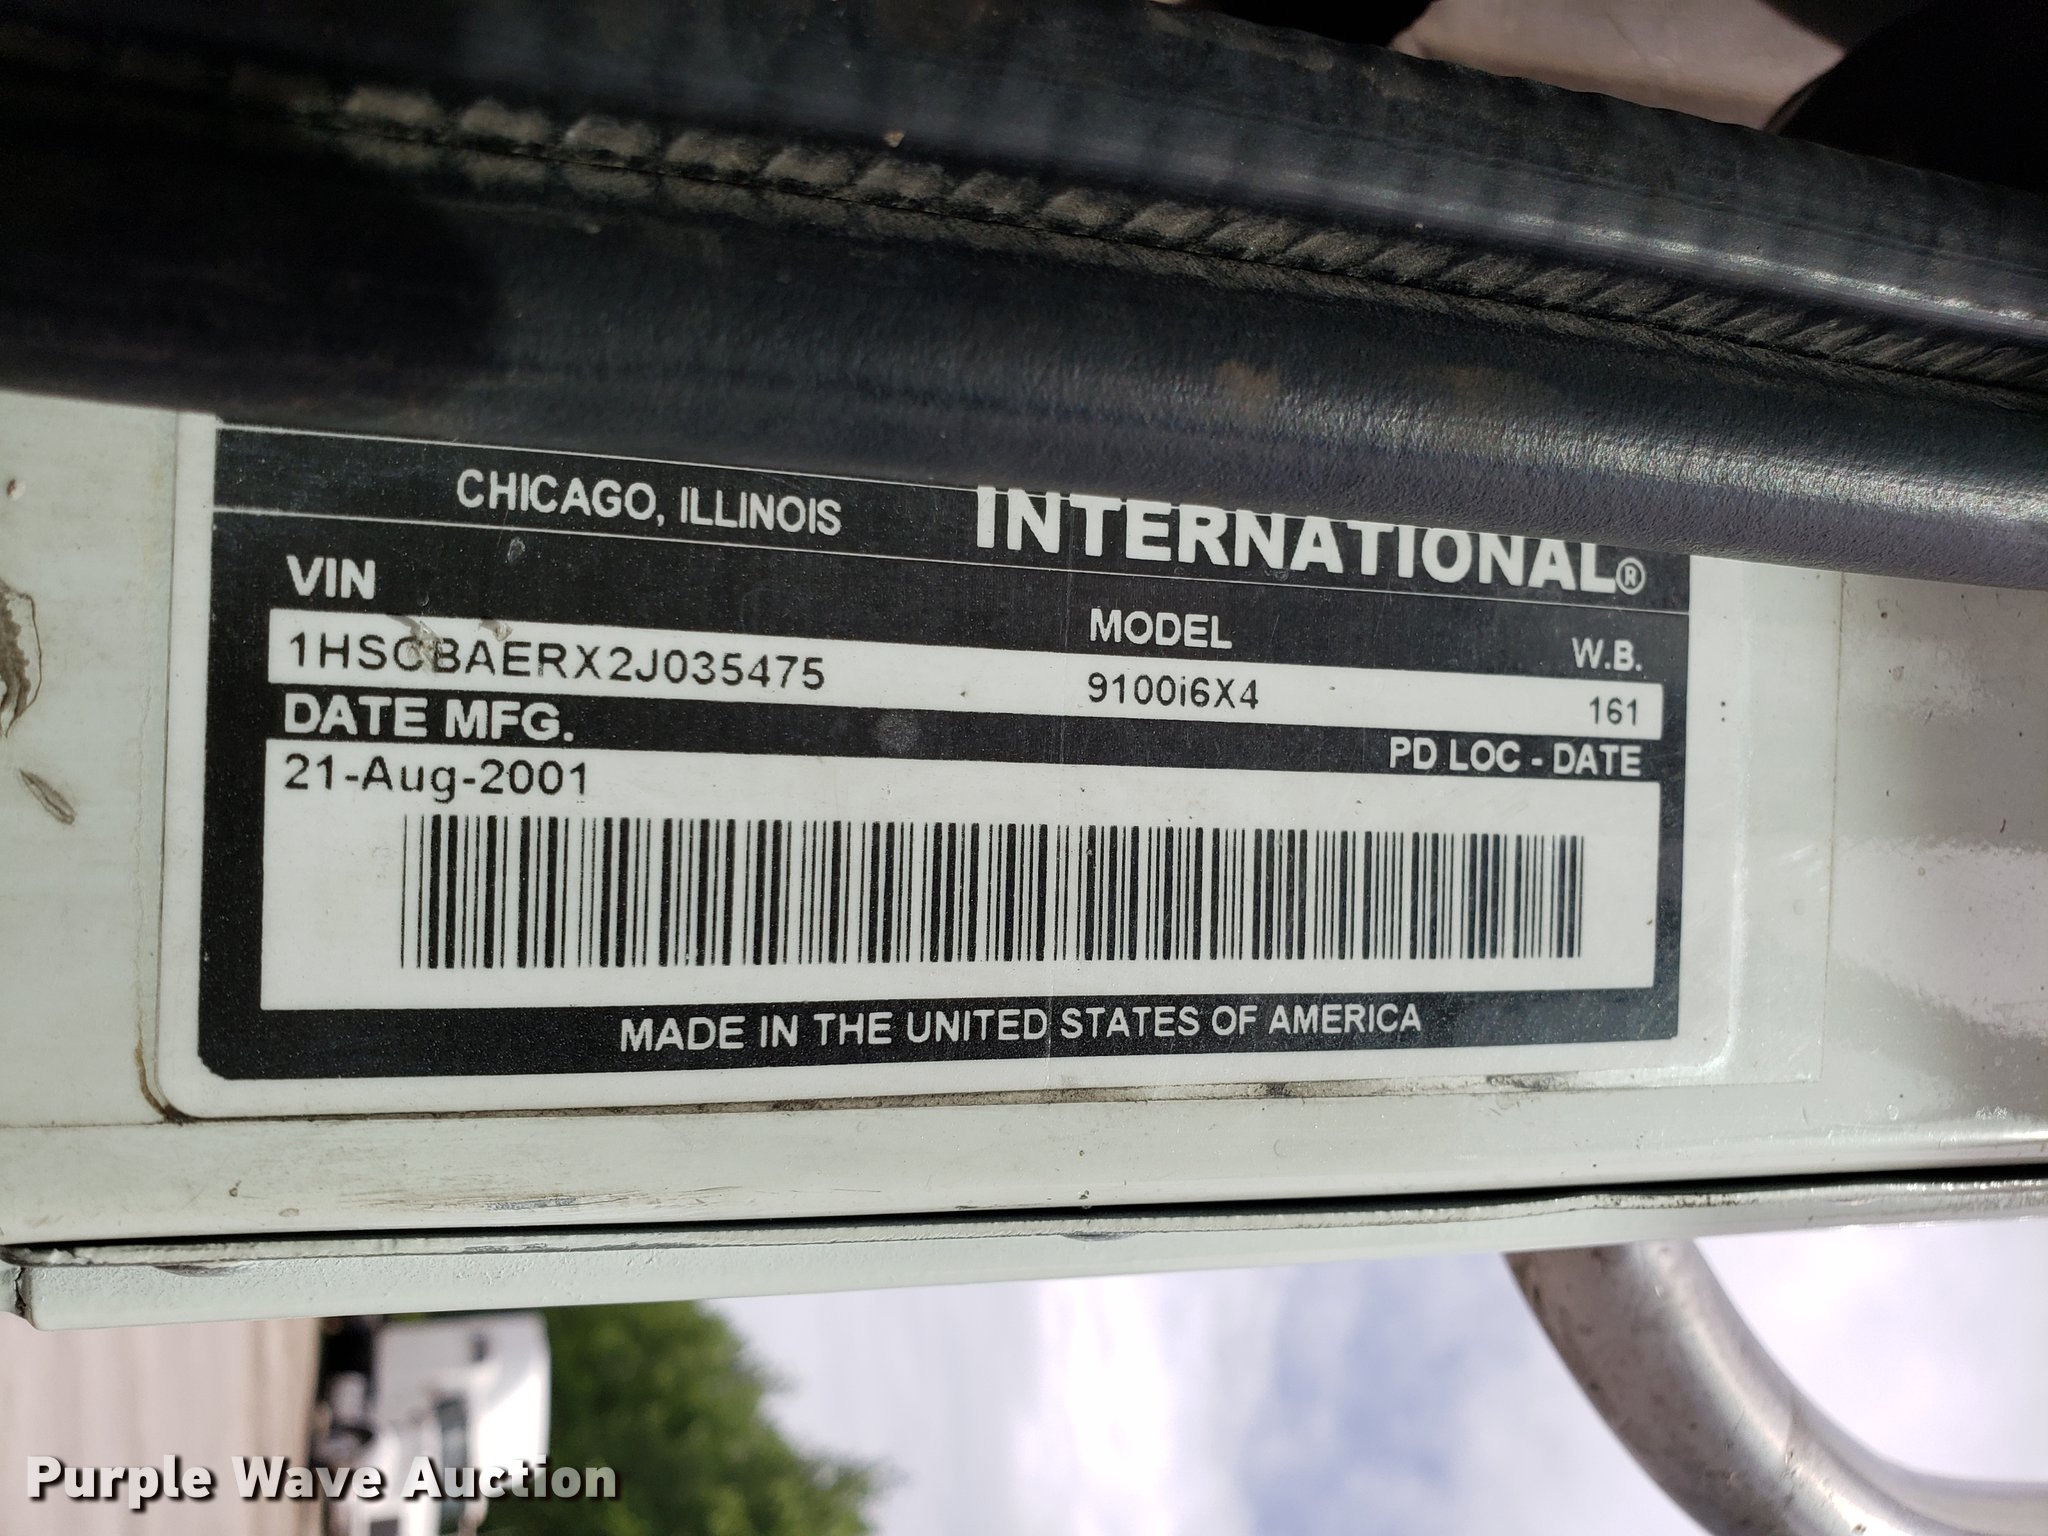 CHICAGO, ILLINOIS INTERNATIONAL®
VIN MODEL W.B.
1HSCBAERX2J035475 9100i6X4 161
DATE MFG. PD LOC - DATE
21-Aug-2001
MADE IN THE UNITED STATES OF AMERICA
Purple Wave Auction